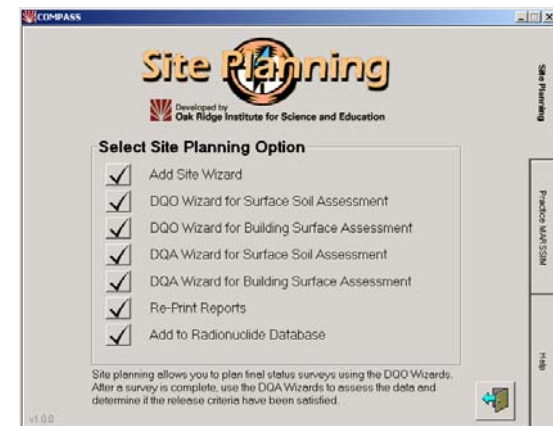 COMPASS
Site Planning
Developed by
Oak Ridge Institute for Science and Education
Select Site Planning Option
Add Site Wizard
DQO Wizard for Surface Soil Assessment
DQO Wizard for Building Surface Assessment
DQA Wizard for Surface Soil Assessment
DQA Wizard for Building Surface Assessment
Re-Print Reports
Add to Radionuclide Database
Site planning allows you to plan final status surveys using the DQO Wizards.
After a survey is complete, use the DQA Wizards to assess the data and
determine if the release criteria have been satisfied.
v1.0.0
Site Planning
Practice MARSSIM
Help